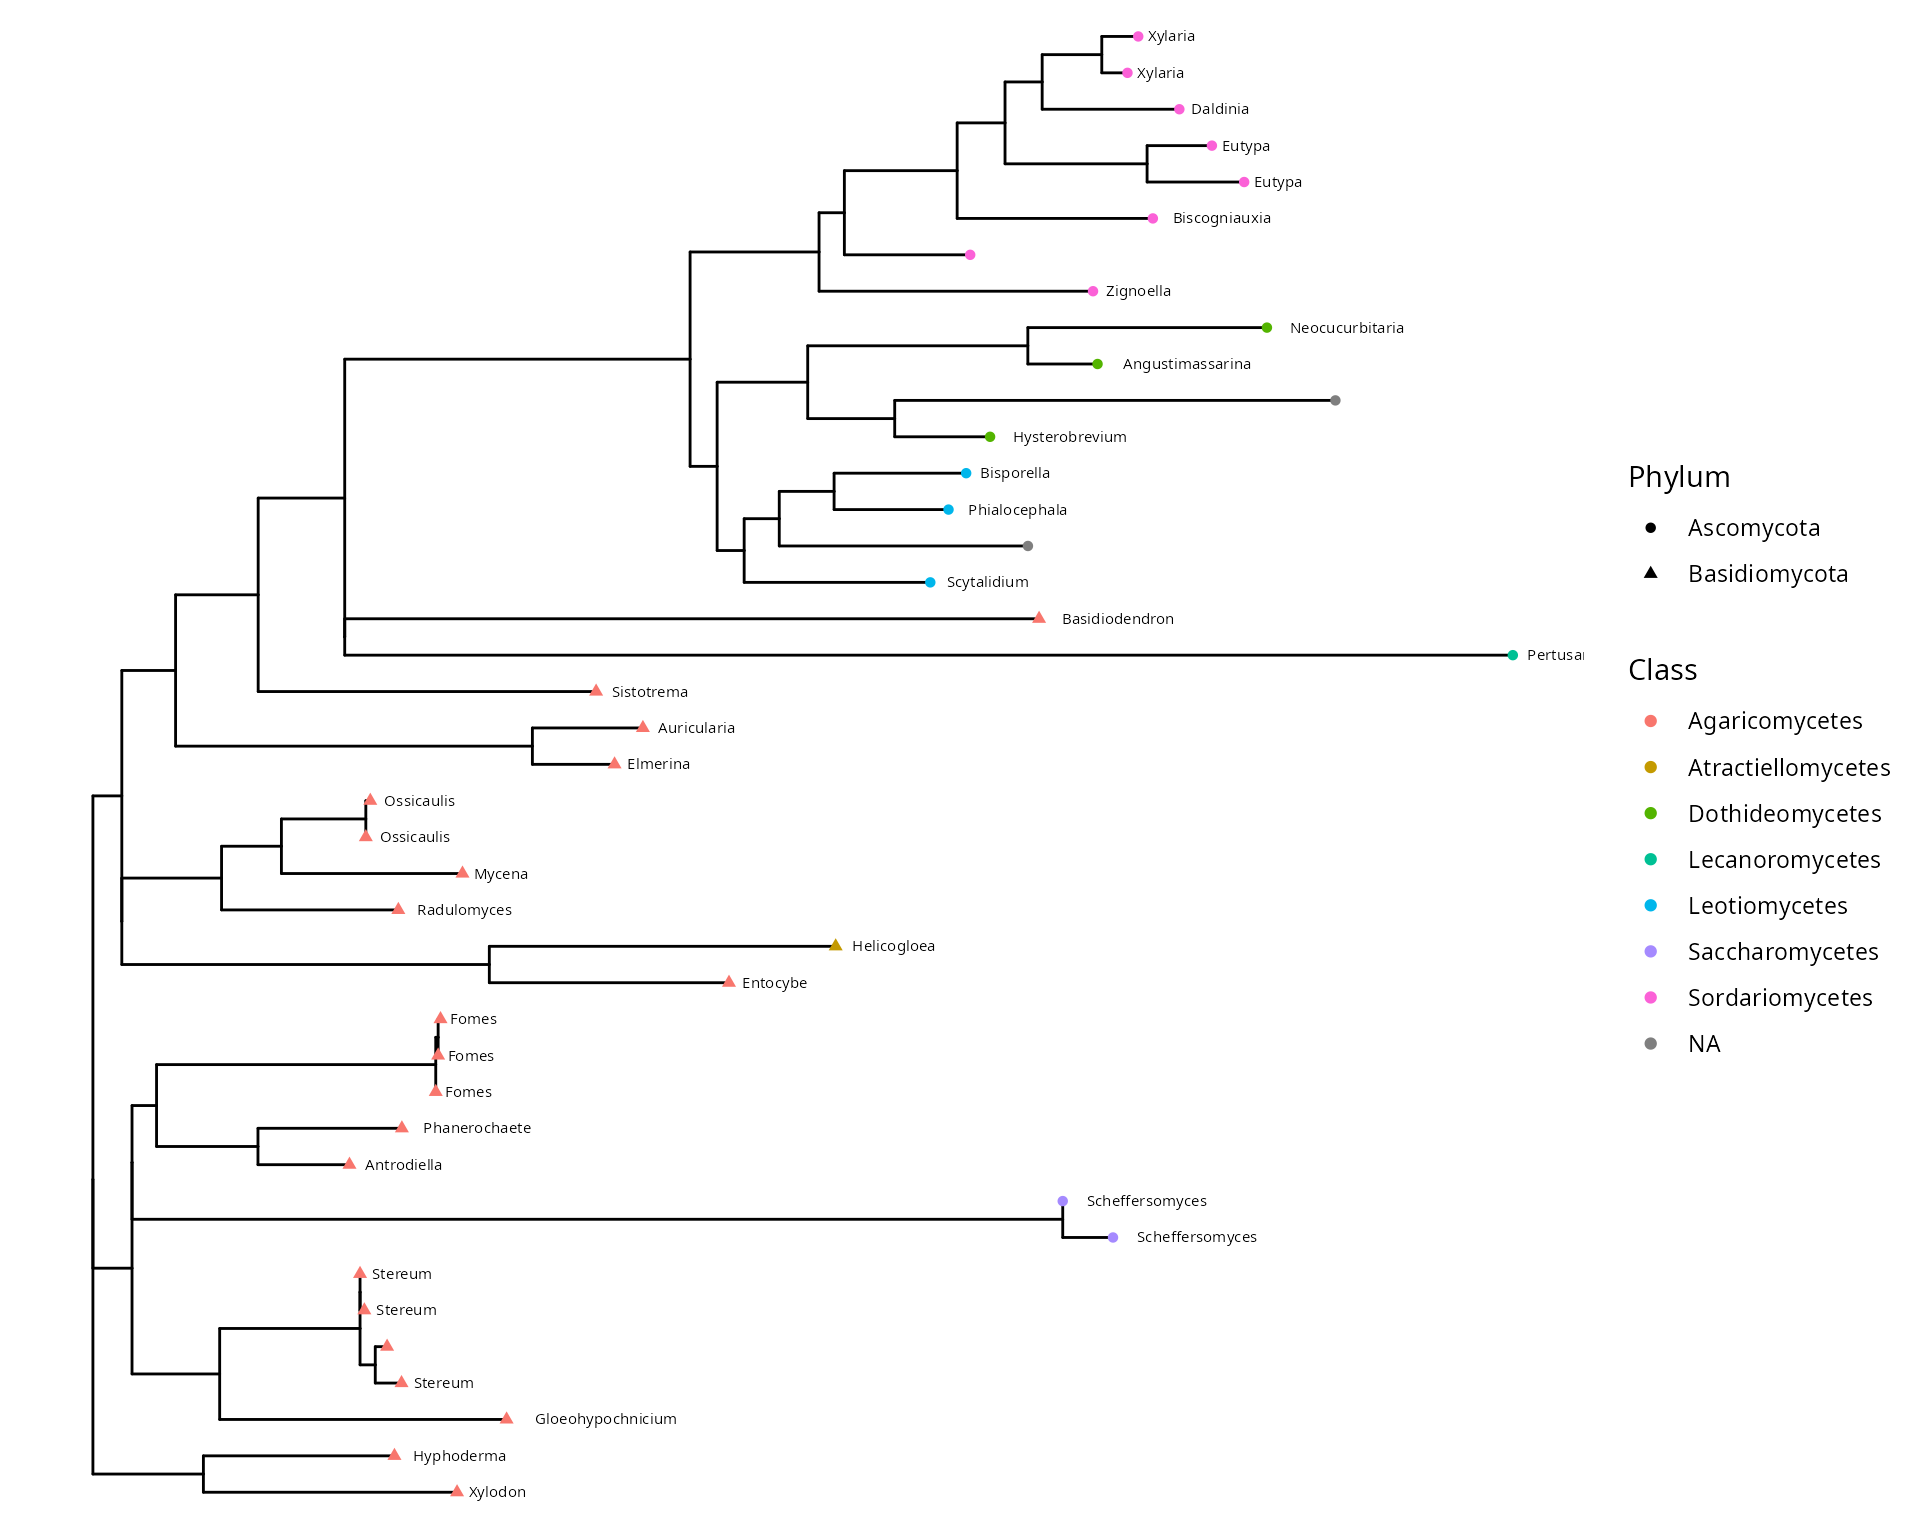 Xylaria
Xylaria
Daldinia
Eutypa
Eutypa
Biscogniauxia
Zignoella
Neocucurbitaria
Angustimassarina
Hysterobrevium
Bisporella
Phialocephala
Scytalidium
Basidiodendron
Sistotrema
Auricularia
Elmerina
Ossicaulis
Ossicaulis
Mycena
Radulomyces
Helicogloea
Entocybe
Fomes
Fomes
Fomes
Phanerochaete
Antrodiella
Scheffersomyces
Scheffersomyces
Stereum
Stereum
Stereum
Gloeohypochnicium
Hyphoderma
Xylodon
Phylum
Ascomycota
Basidiomycota
Class
Agaricomycetes
Atractiellomycetes
Dothideomycetes
Lecanoromycetes
Leotiomycetes
Saccharomycetes
Sordariomycetes
NA